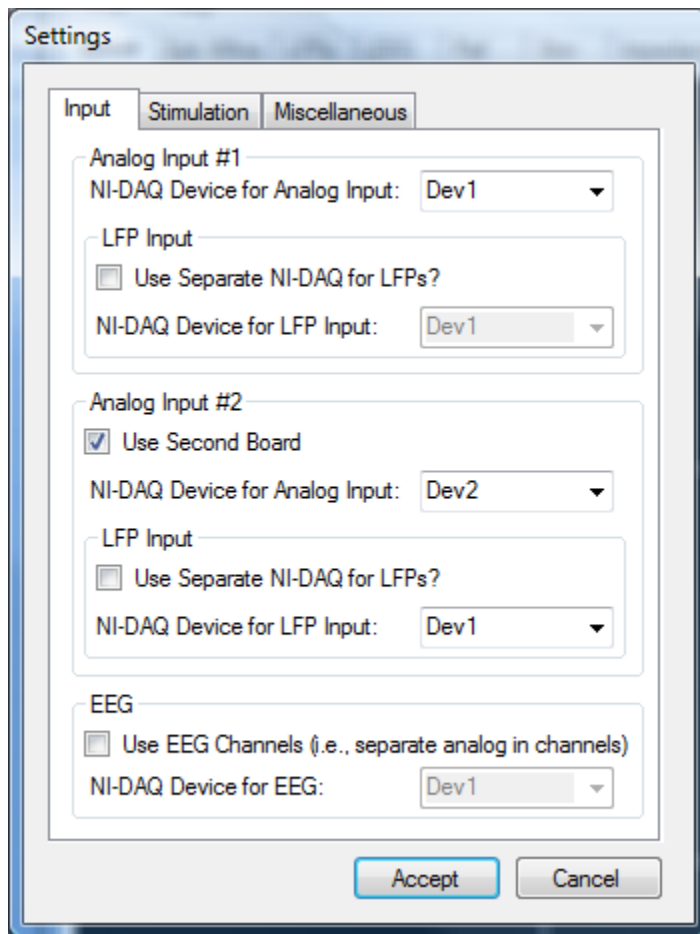 Settings
Input Stimulation Miscellaneous
Analog Input #1
NI-DAQ Device for Analog Input: Dev1
LFP Input
Use Separate NI-DAQ for LFPs?
NI-DAQ Device for LFP Input: Dev1
Analog Input #2
Use Second Board
NI-DAQ Device for Analog Input: Dev2
LFP Input
Use Separate NI-DAQ for LFPs?
NI-DAQ Device for LFP Input: Dev1
EEG
Use EEG Channels (i.e., separate analog in channels)
NI-DAQ Device for EEG: Dev1
Accept Cancel